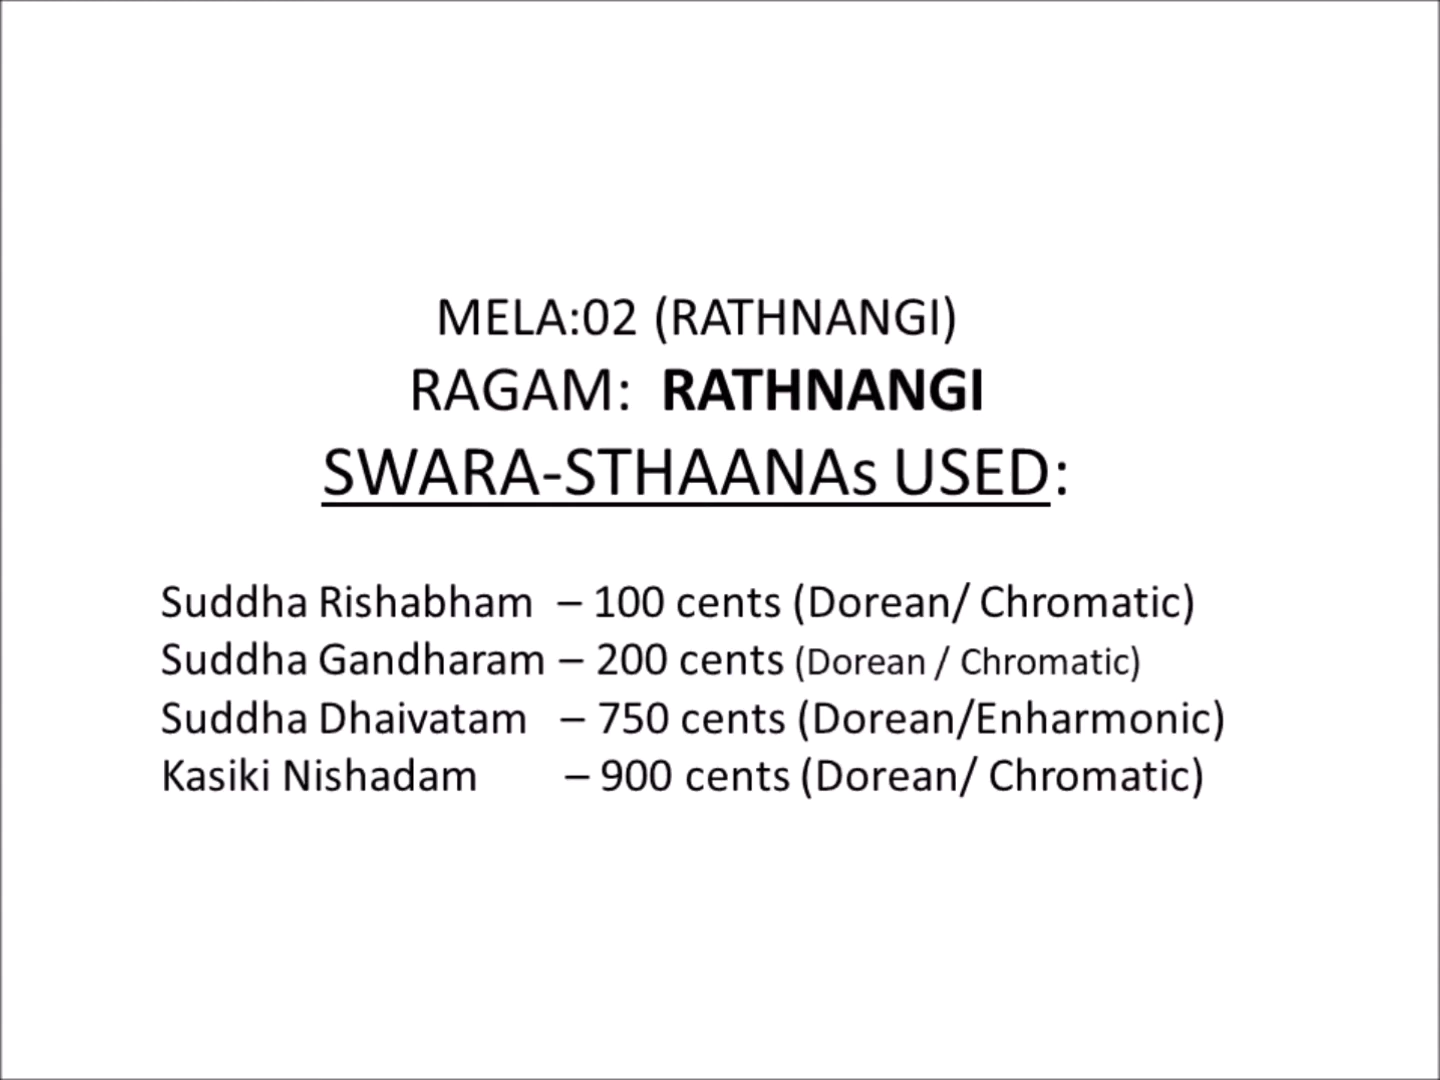 MELA:02 (RATHNANGI)
RAGAM: RATHNANGI
SWARA-STHAANAs USED:
Suddha Rishabham – 100 cents (Dorean/ Chromatic)
Suddha Gandharam – 200 cents (Dorean / Chromatic)
Suddha Dhaivatam – 750 cents (Dorean/Enharmonic)
Kasiki Nishadam – 900 cents (Dorean/ Chromatic)